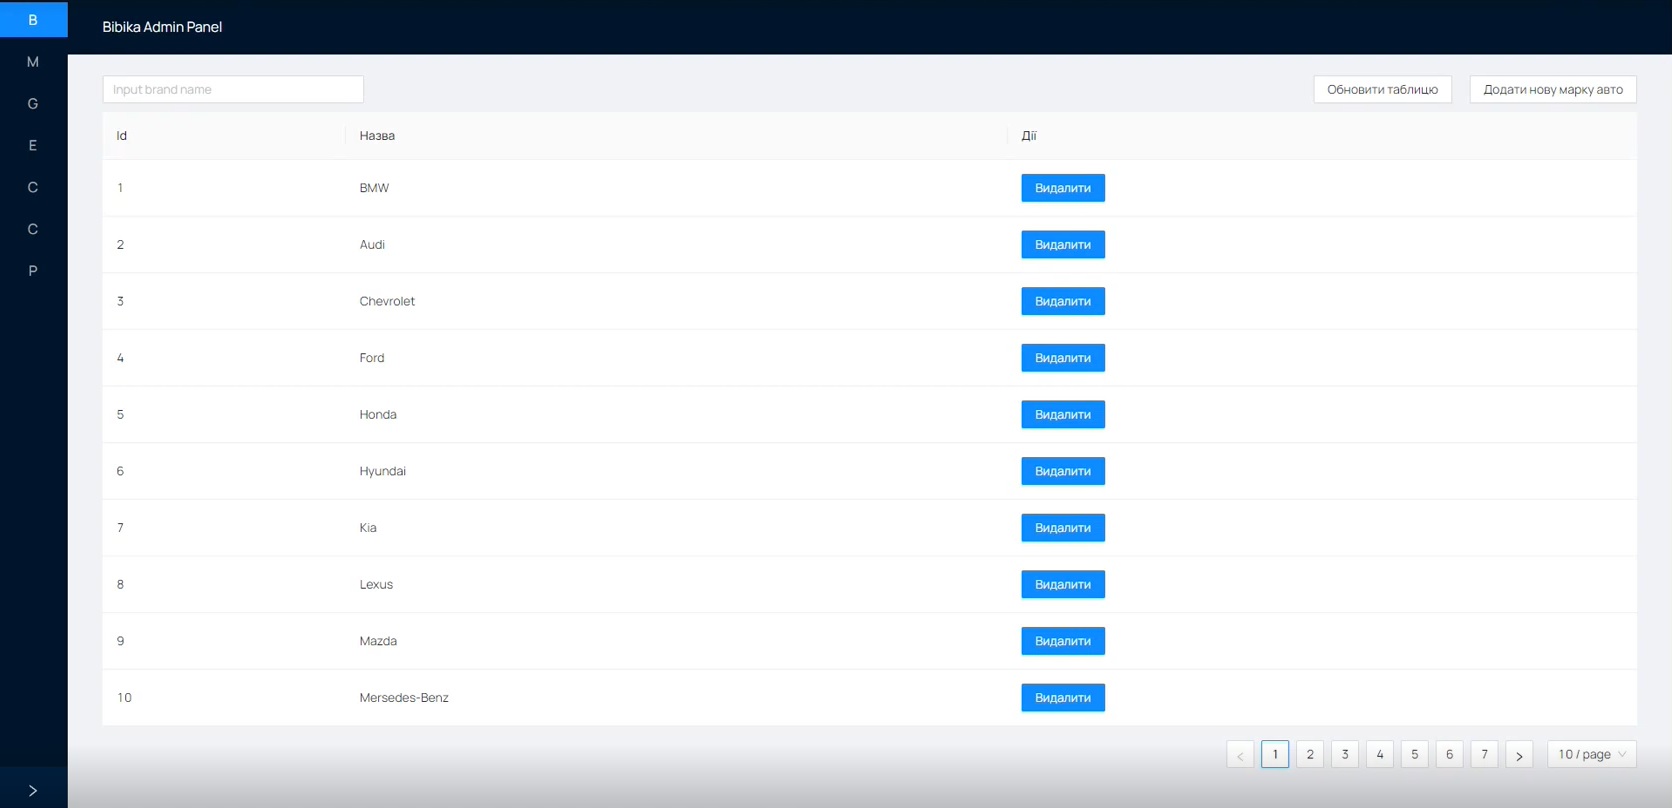 B
Bibika Admin Panel
M
G
E
C
C
P
Input brand name
Обновити таблицю
Додати нову марку авто
Id Назва Дії
1 BMW Видалити
2 Audi Видалити
3 Chevrolet Видалити
4 Ford Видалити
5 Honda Видалити
6 Hyundai Видалити
7 Kia Видалити
8 Lexus Видалити
9 Mazda Видалити
10 Mersedes-Benz Видалити
< 1 2 3 4 5 6 7 > 10 / page
>